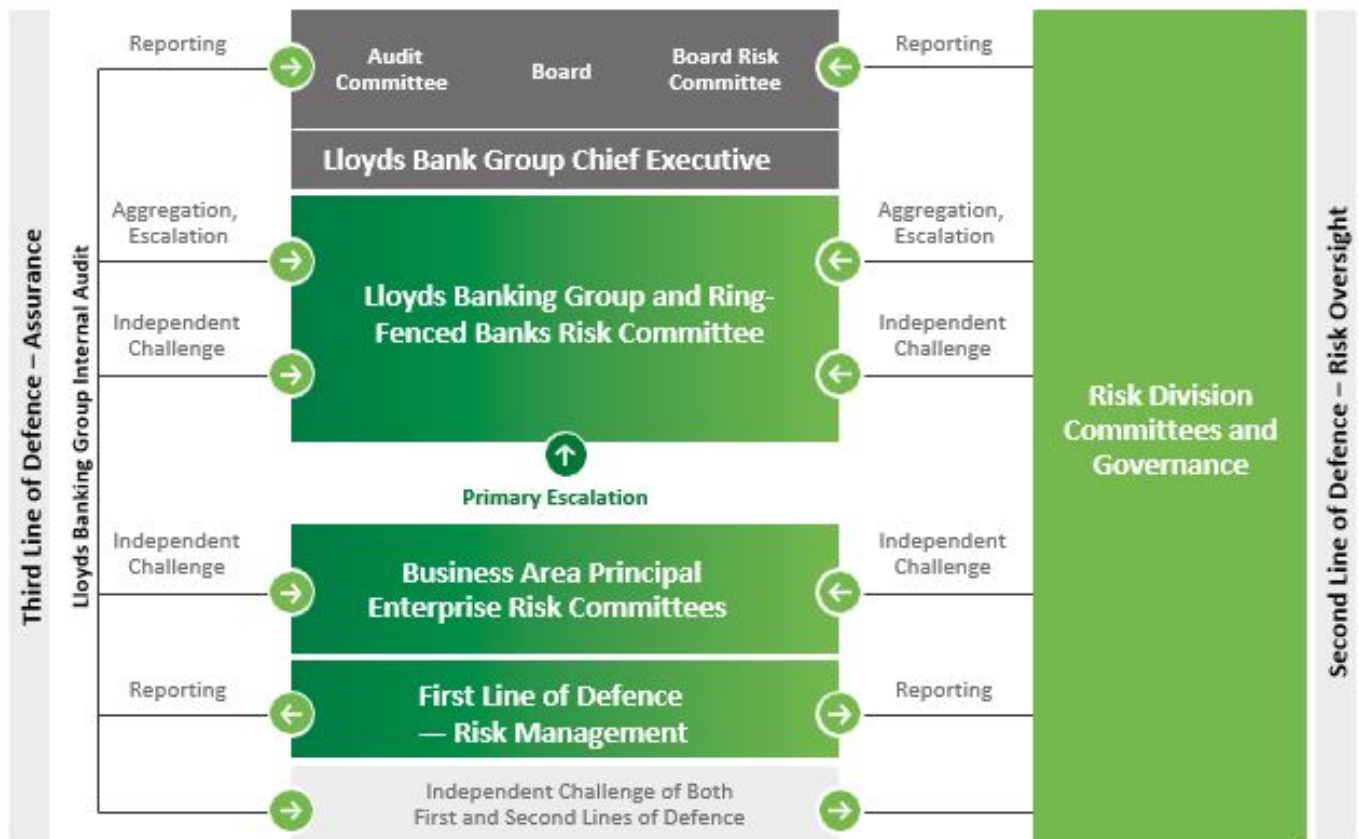 Third Line of Defence – Assurance
Lloyds Banking Group Internal Audit
Reporting
Aggregation,
Escalation
Independent
Challenge
Independent
Challenge
Reporting
Audit
Committee
Board
Board Risk
Committee
Lloyds Bank Group Chief Executive
Lloyds Banking Group and Ring-
Fenced Banks Risk Committee
Primary Escalation
Business Area Principal
Enterprise Risk Committees
First Line of Defence
— Risk Management
Independent Challenge of Both
First and Second Lines of Defence
Reporting
Aggregation,
Escalation
Independent
Challenge
Independent
Challenge
Reporting
Risk Division
Committees and
Governance
Second Line of Defence – Risk Oversight